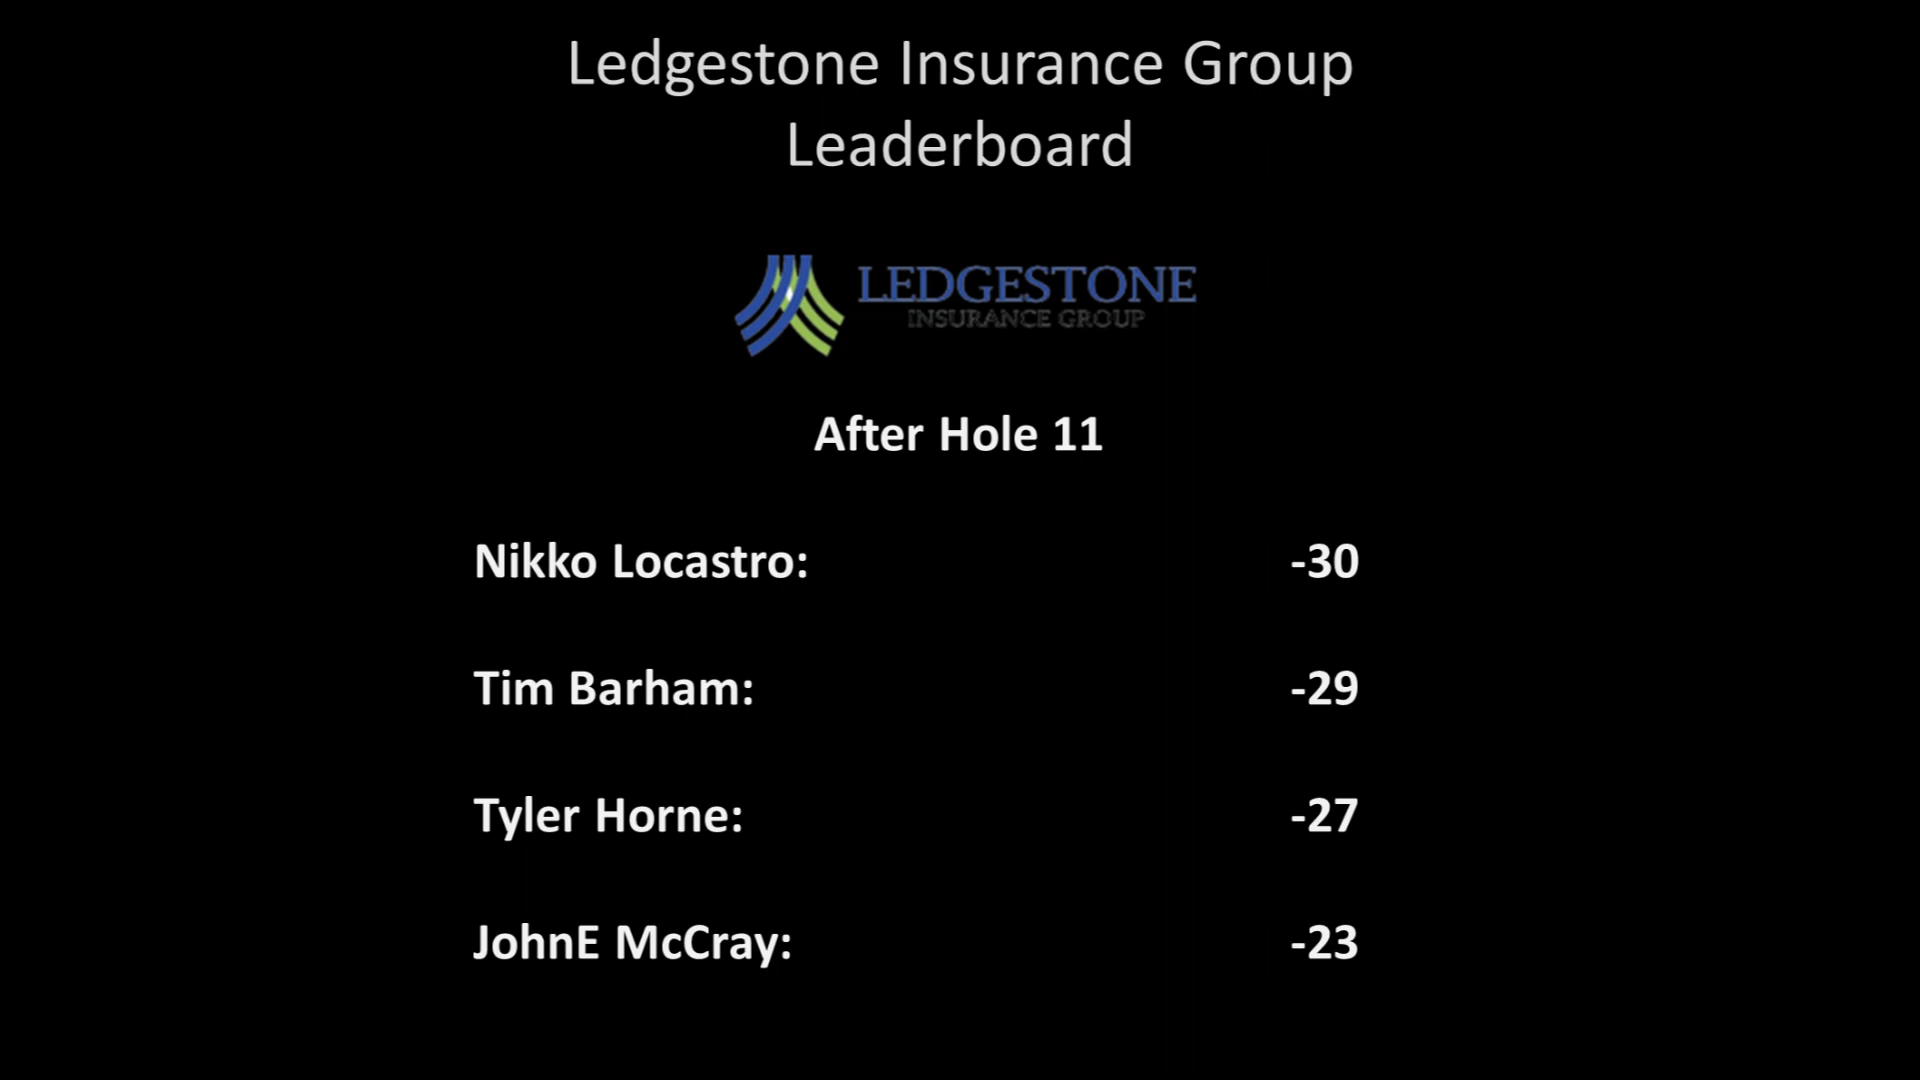 Ledgestone Insurance Group
Leaderboard
LEDGESTONE
INSURANCE GROUP
After Hole 11
Nikko Locastro: -30
Tim Barham: -29
Tyler Horne: -27
JohnE McCray: -23